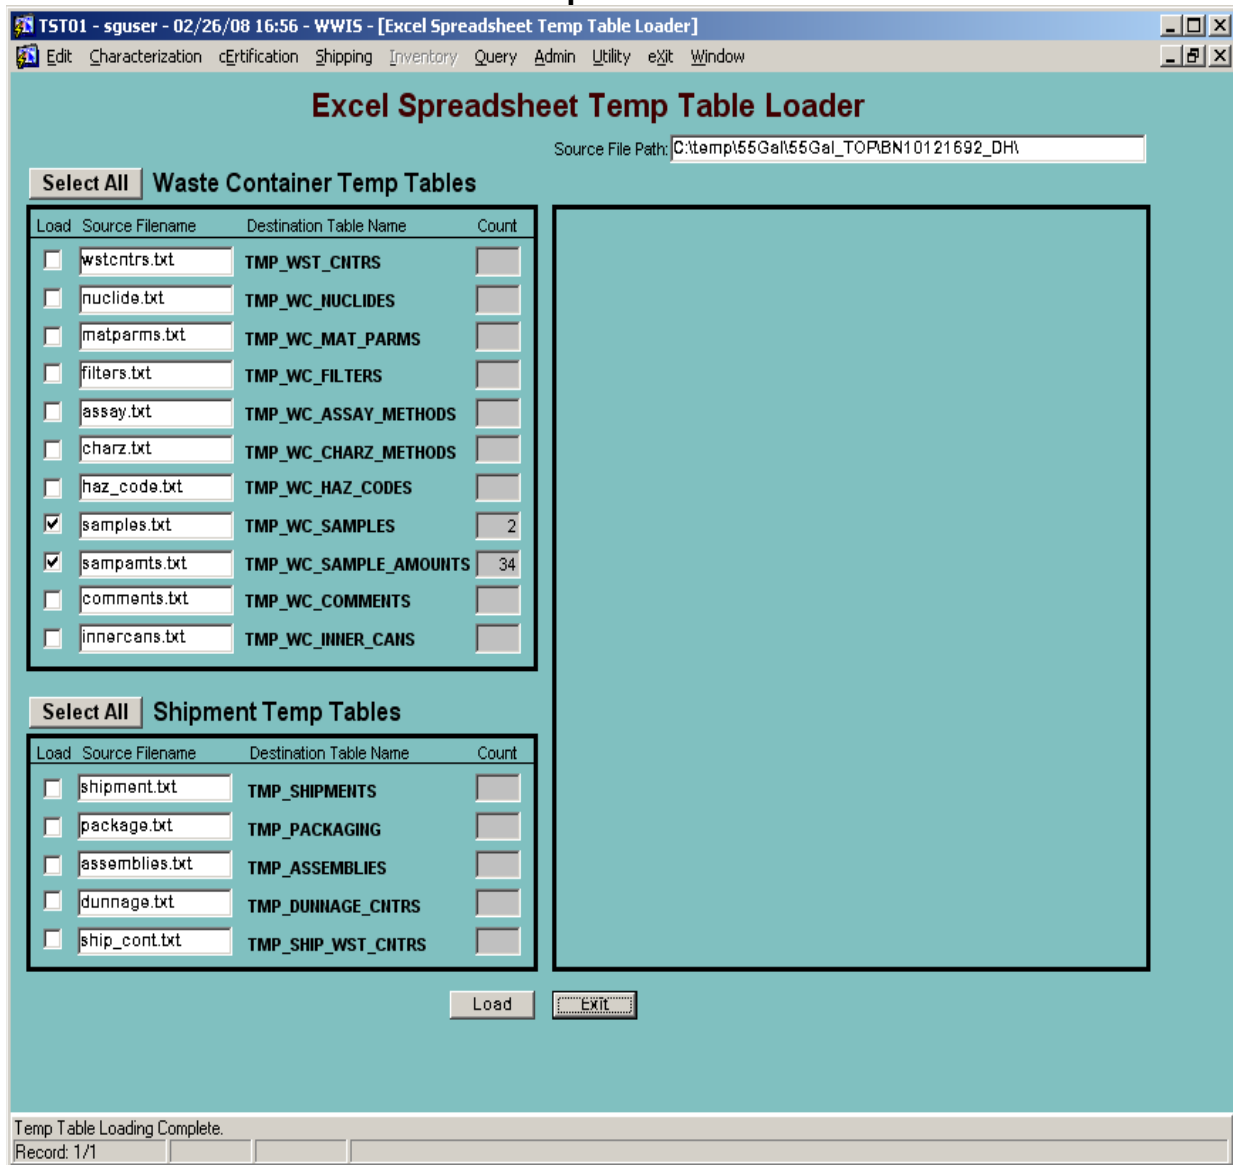 TST01 - sguser - 02/26/08 16:56 - WWIS - [Excel Spreadsheet Temp Table Loader]
Edit Characterization cErtification Shipping Inventory Query Admin Utility eXit Window
Excel Spreadsheet Temp Table Loader
Source File Path: C:\temp\55Gal\55Gal_TOP\BN10121692_DH\
Select All Waste Container Temp Tables
Load Source Filename Destination Table Name Count
wstcntrs.txt TMP_WST_CNTRS
nuclide.txt TMP_WC_NUCLIDES
matparms.txt TMP_WC_MAT_PARMS
filters.txt TMP_WC_FILTERS
assay.txt TMP_WC_ASSAY_METHODS
charz.txt TMP_WC_CHARZ_METHODS
haz_code.txt TMP_WC_HAZ_CODES
samples.txt TMP_WC_SAMPLES 2
sampamts.txt TMP_WC_SAMPLE_AMOUNTS 34
comments.txt TMP_WC_COMMENTS
innercans.txt TMP_WC_INNER_CANS
Select All Shipment Temp Tables
Load Source Filename Destination Table Name Count
shipment.txt TMP_SHIPMENTS
package.txt TMP_PACKAGING
assemblies.txt TMP_ASSEMBLIES
dunnage.txt TMP_DUNNAGE_CNTRS
ship_cont.txt TMP_SHIP_WST_CNTRS
Load Exit
Temp Table Loading Complete.
Record: 1/1